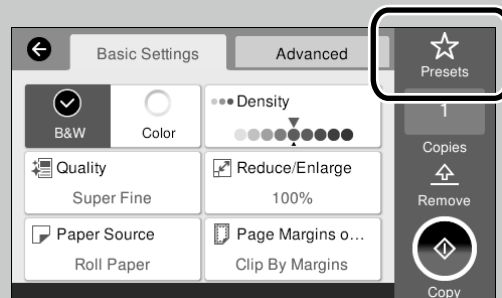 Basic Settings
Advanced
Presets
B&W
Color
Density
1
Copies
Quality
Super Fine
Reduce/Enlarge
100%
Remove
Paper Source
Roll Paper
Page Margins o...
Clip By Margins
Copy